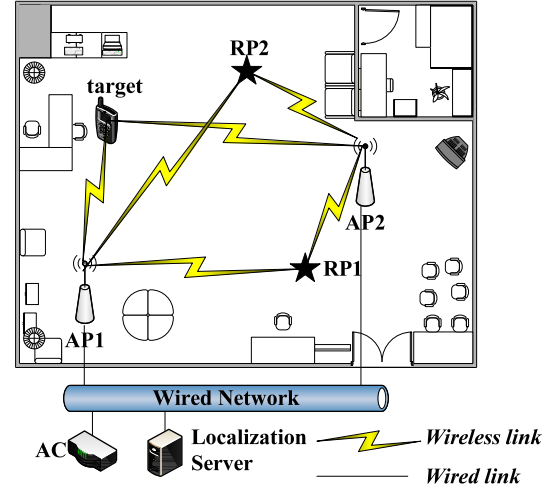 RP2
target
AP2
RP1
AP1
Wired Network
AC
Localization
Server
Wireless link
Wired link